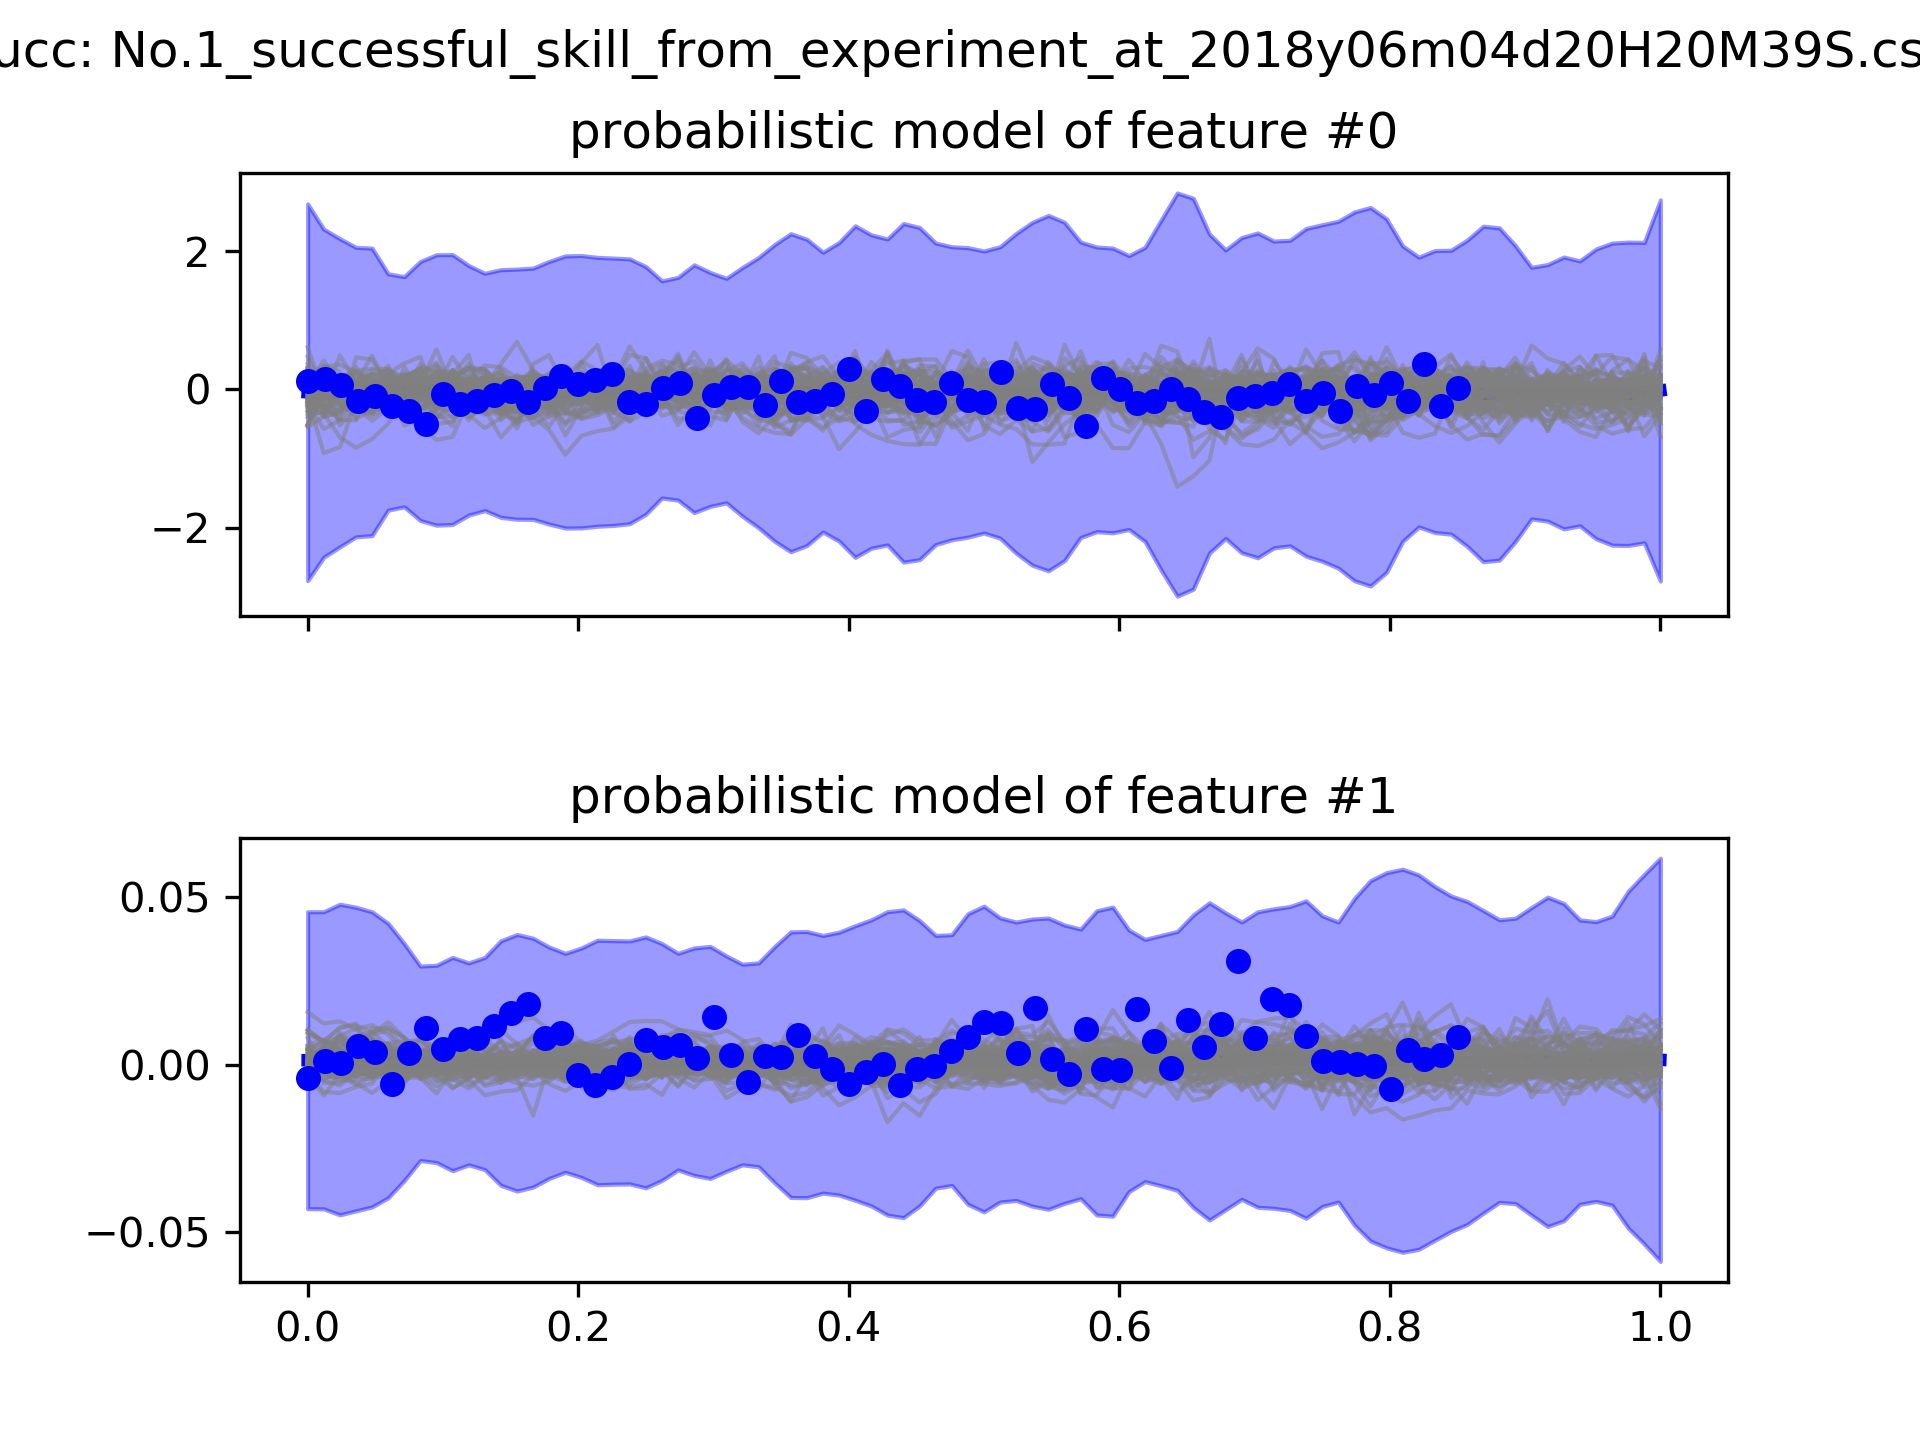 ucc: No.1_successful_skill_from_experiment_at_2018y06m04d20H20M39S.cs
probabilistic model of feature #0
2
0
−2
probabilistic model of feature #1
0.05
0.00
−0.05
0.0 0.2 0.4 0.6 0.8 1.0